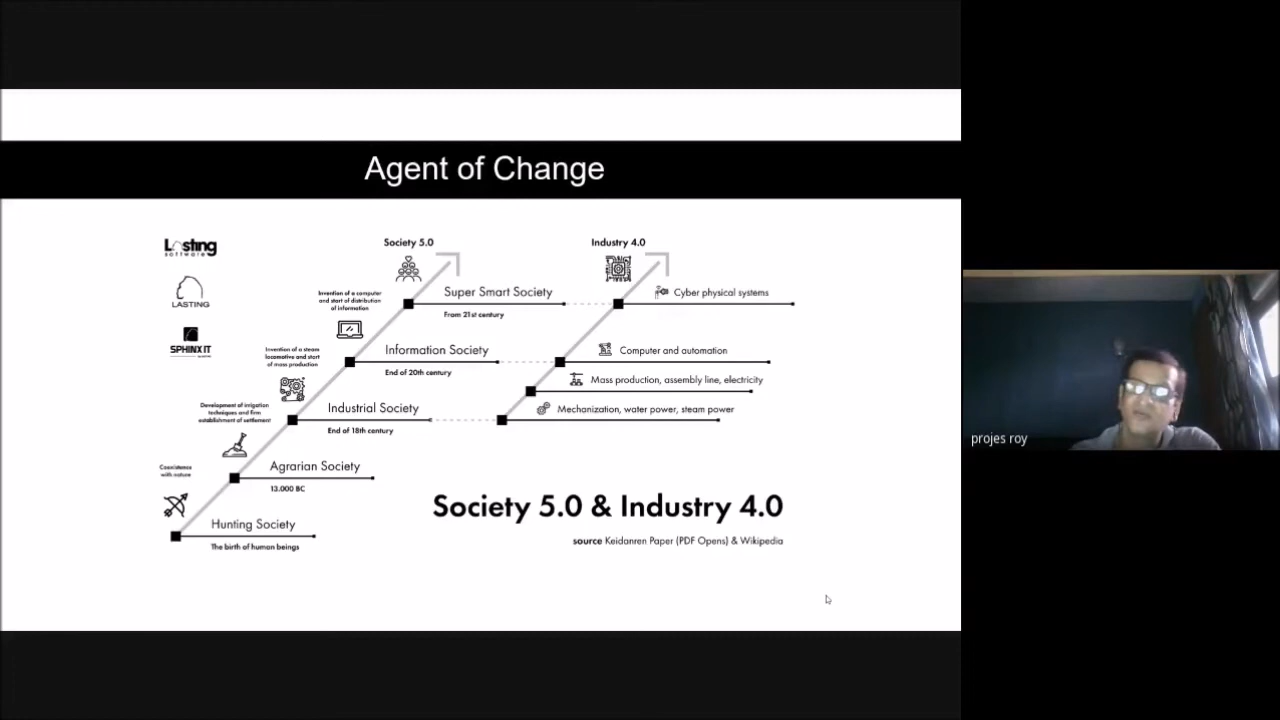 Agent of Change
Lasting
software
LASTING
SPHINX IT
Society 5.0
Industry 4.0
Invention of a computer
and start of distribution
of information
Super Smart Society
From 21st century
Cyber physical systems
Invention of a steam
locomotive and start
of mass production
Information Society
End of 20th century
Computer and automation
Mass production, assembly line, electricity
Development of irrigation
techniques and firm
establishment of settlement
Industrial Society
End of 18th century
Mechanization, water power, steam power
Coexistence
with nature
Agrarian Society
13.000 BC
Hunting Society
The birth of human beings
Society 5.0 & Industry 4.0
source Keidanren Paper (PDF Opens) & Wikipedia
projes roy